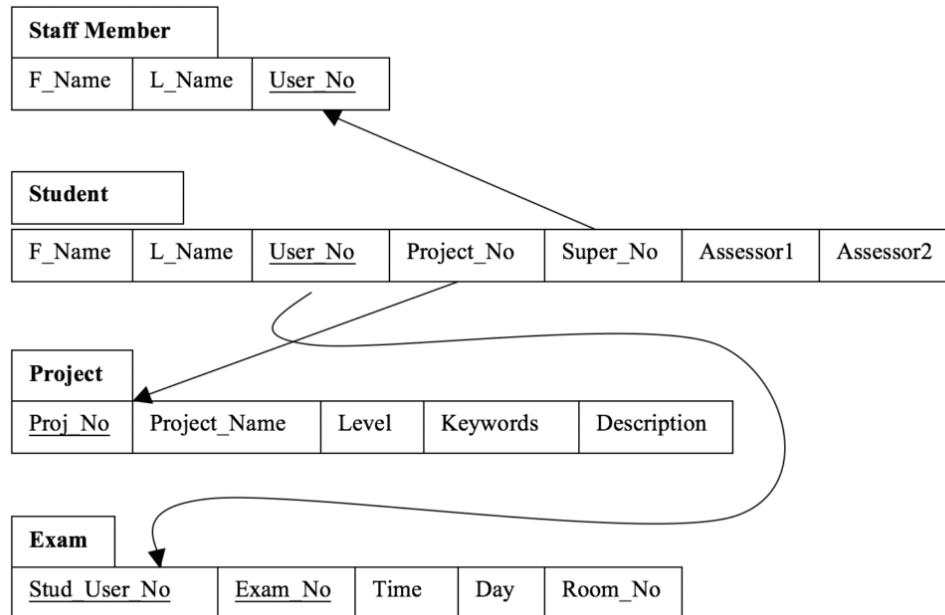 Staff Member
F_Name L_Name User_No
Student
F_Name L_Name User_No Project_No Super_No Assessor1 Assessor2
Project
Proj_No Project_Name Level Keywords Description
Exam
Stud_User_No Exam_No Time Day Room_No